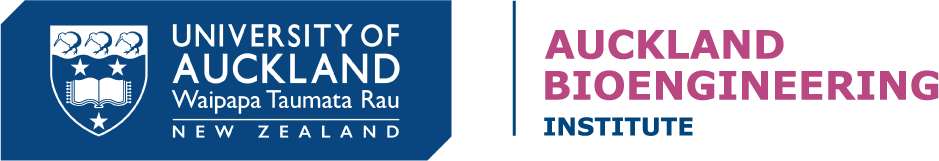 UNIVERSITY OF
AUCKLAND
Waipapa Taumata Rau
NEW ZEALAND
AUCKLAND
BIOENGINEERING
INSTITUTE